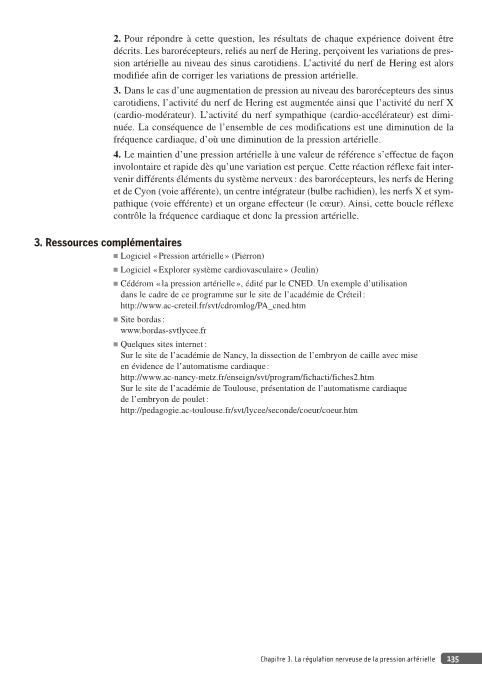 2. Pour répondre à cette question, les résultats de chaque expérience doivent être
décrits. Les barorécepteurs, reliés au nerf de Hering, perçoivent les variations de pres-
sion artérielle au niveau des sinus carotidiens. L'activité du nerf de Hering est alors
modifiée afin de corriger les variations de pression artérielle.
3. Dans le cas d'une augmentation de pression au niveau des barorécepteurs des sinus
carotidiens, l'activité du nerf de Hering est augmentée ainsi que l'activité du nerf X
(cardio-modérateur). L'activité du nerf sympathique (cardio-accélérateur) est dimi-
nuée. La conséquence de l'ensemble de ces modifications est une diminution de la
fréquence cardiaque, d'où une diminution de la pression artérielle.
4. Le maintien d'une pression artérielle à une valeur de référence s'effectue de façon
involontaire et rapide dès qu'une variation est perçue. Cette réaction réflexe fait inter-
venir différents éléments du système nerveux : des barorécepteurs, les nerfs de Hering
et de Cyon (voie afférente), un centre intégrateur (bulbe rachidien), les nerfs X et sym-
pathique (voie efférente) et un organe effecteur (le cœur). Ainsi, cette boucle réflexe
contrôle la fréquence cardiaque et donc la pression artérielle.
3. Ressources complémentaires
■ Logiciel « Pression artérielle » (Pierron)
■ Logiciel « Explorer système cardiovasculaire » (Jeulin)
■ Cédérom « la pression artérielle », édité par le CNED. Un exemple d'utilisation
dans le cadre de ce programme sur le site de l'académie de Créteil :
http://www.ac-creteil.fr/svt/cdromlog/PA_cned.htm
■ Site bordas :
www.bordas-svtlycee.fr
■ Quelques sites internet :
Sur le site de l'académie de Nancy, la dissection de l'embryon de caille avec mise
en évidence de l'automatisme cardiaque :
http://www.ac-nancy-metz.fr/enseign/svt/program/fichacti/fiches2.htm
Sur le site de l'académie de Toulouse, présentation de l'automatisme cardiaque
de l'embryon de poulet :
http://pedagogie.ac-toulouse.fr/svt/lycee/seconde/coeur/coeur.htm
Chapitre 3. La régulation nerveuse de la pression artérielle 135